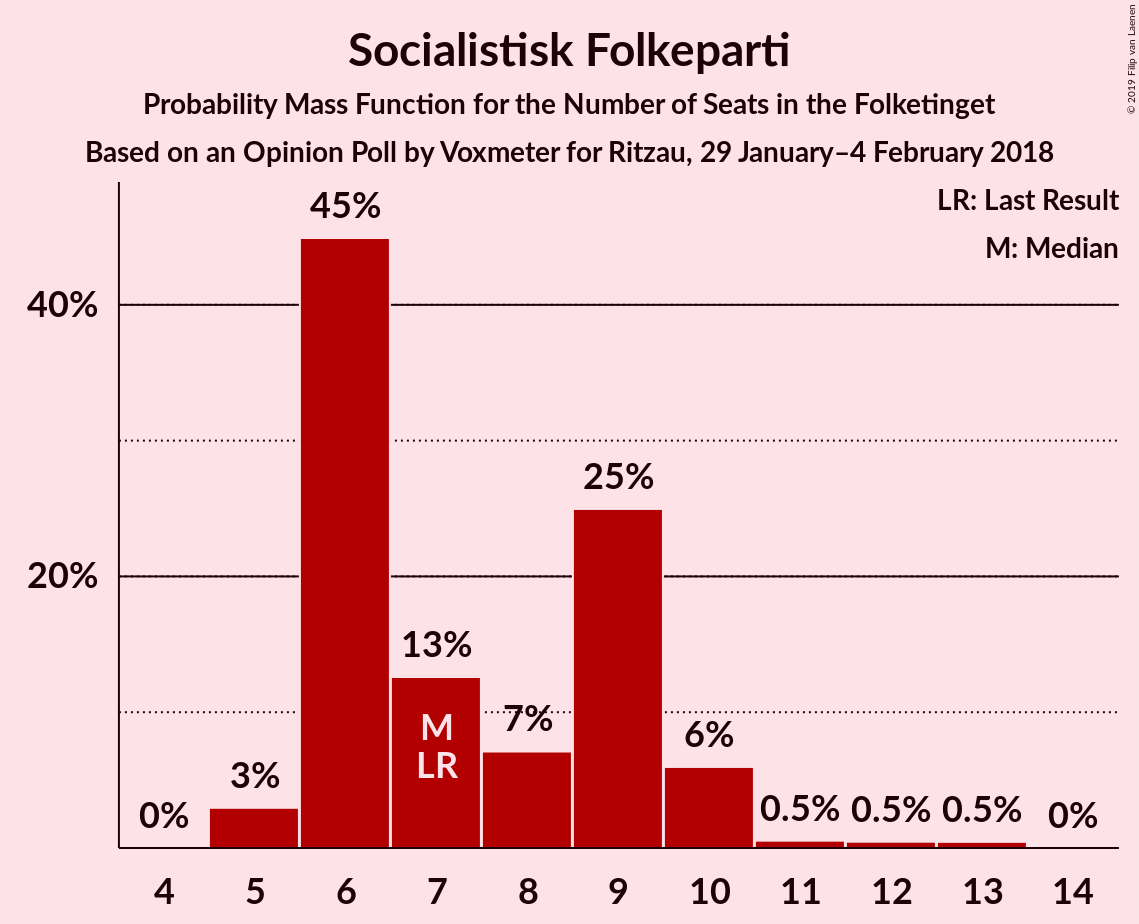 Socialistisk Folkeparti
Probability Mass Function for the Number of Seats in the Folketinget
Based on an Opinion Poll by Voxmeter for Ritzau, 29 January–4 February 2018
© 2019 Filip van Laenen
LR: Last Result
M: Median
45%
40%
25%
20%
13%
M
LR
7%
6%
3%
0%
0.5%
0.5%
0.5%
0%
4 5 6 7 8 9 10 11 12 13 14